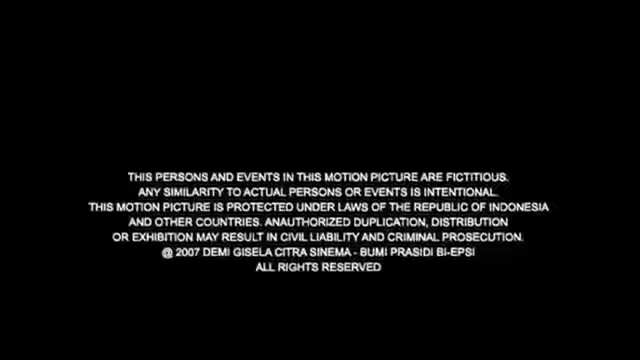 THIS PERSONS AND EVENTS IN THIS MOTION PICTURE ARE FICTITIOUS.
ANY SIMILARITY TO ACTUAL PERSONS OR EVENTS IS INTENTIONAL.
THIS MOTION PICTURE IS PROTECTED UNDER LAWS OF THE REPUBLIC OF INDONESIA
AND OTHER COUNTRIES. ANAUTHORIZED DUPLICATION, DISTRIBUTION
OR EXHIBITION MAY RESULT IN CIVIL LIABILITY AND CRIMINAL PROSECUTION.
@ 2007 DEMI GISELA CITRA SINEMA - BUMI PRASIDI BI-EPSI
ALL RIGHTS RESERVED